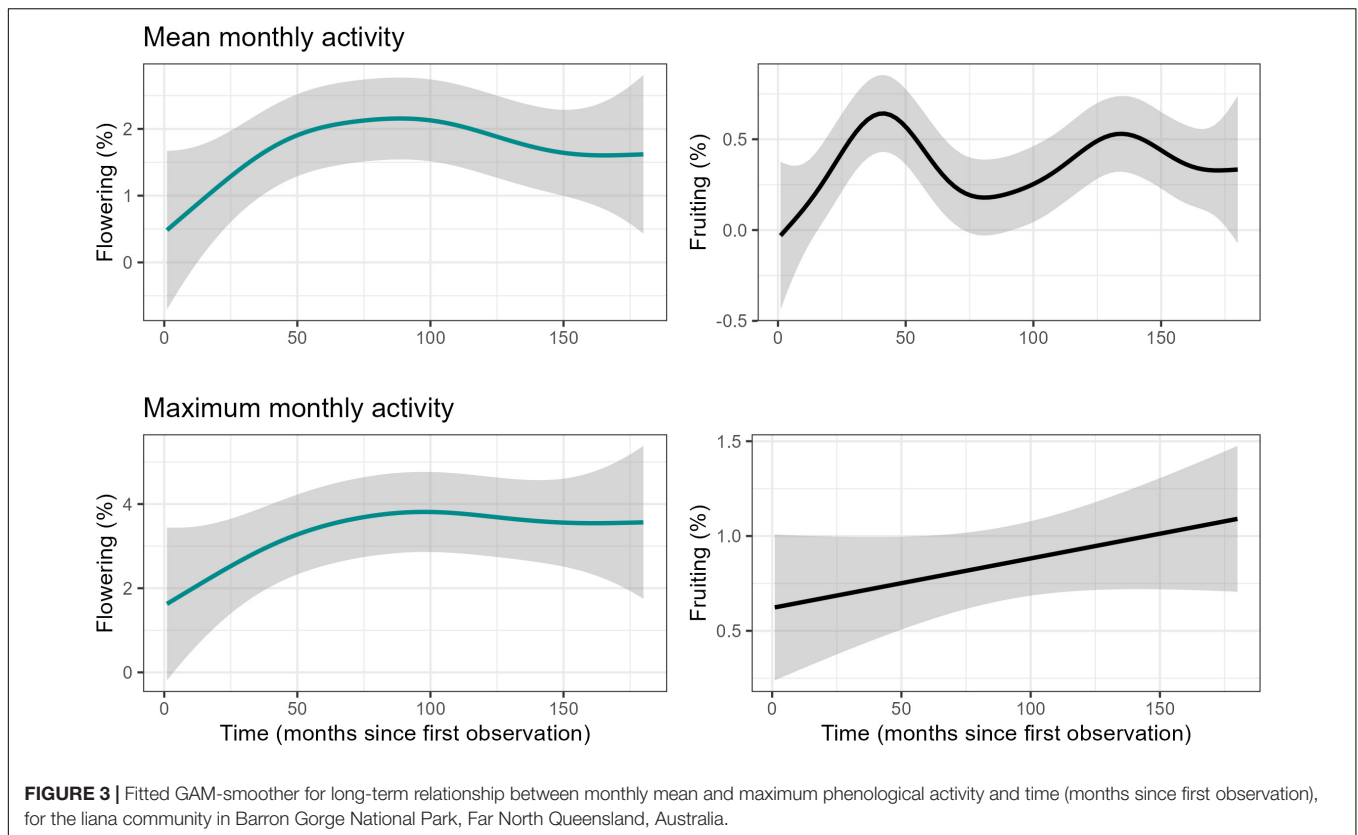 Mean monthly activity
Flowering (%)
2
1
0
0 50 100 150
Fruiting (%)
0.5
0.0
-0.5
0 50 100 150
Maximum monthly activity
Flowering (%)
4
2
0
0 50 100 150
Time (months since first observation)
Fruiting (%)
1.5
1.0
0.5
0 50 100 150
Time (months since first observation)
FIGURE 3 | Fitted GAM-smoother for long-term relationship between monthly mean and maximum phenological activity and time (months since first observation),
for the liana community in Barron Gorge National Park, Far North Queensland, Australia.